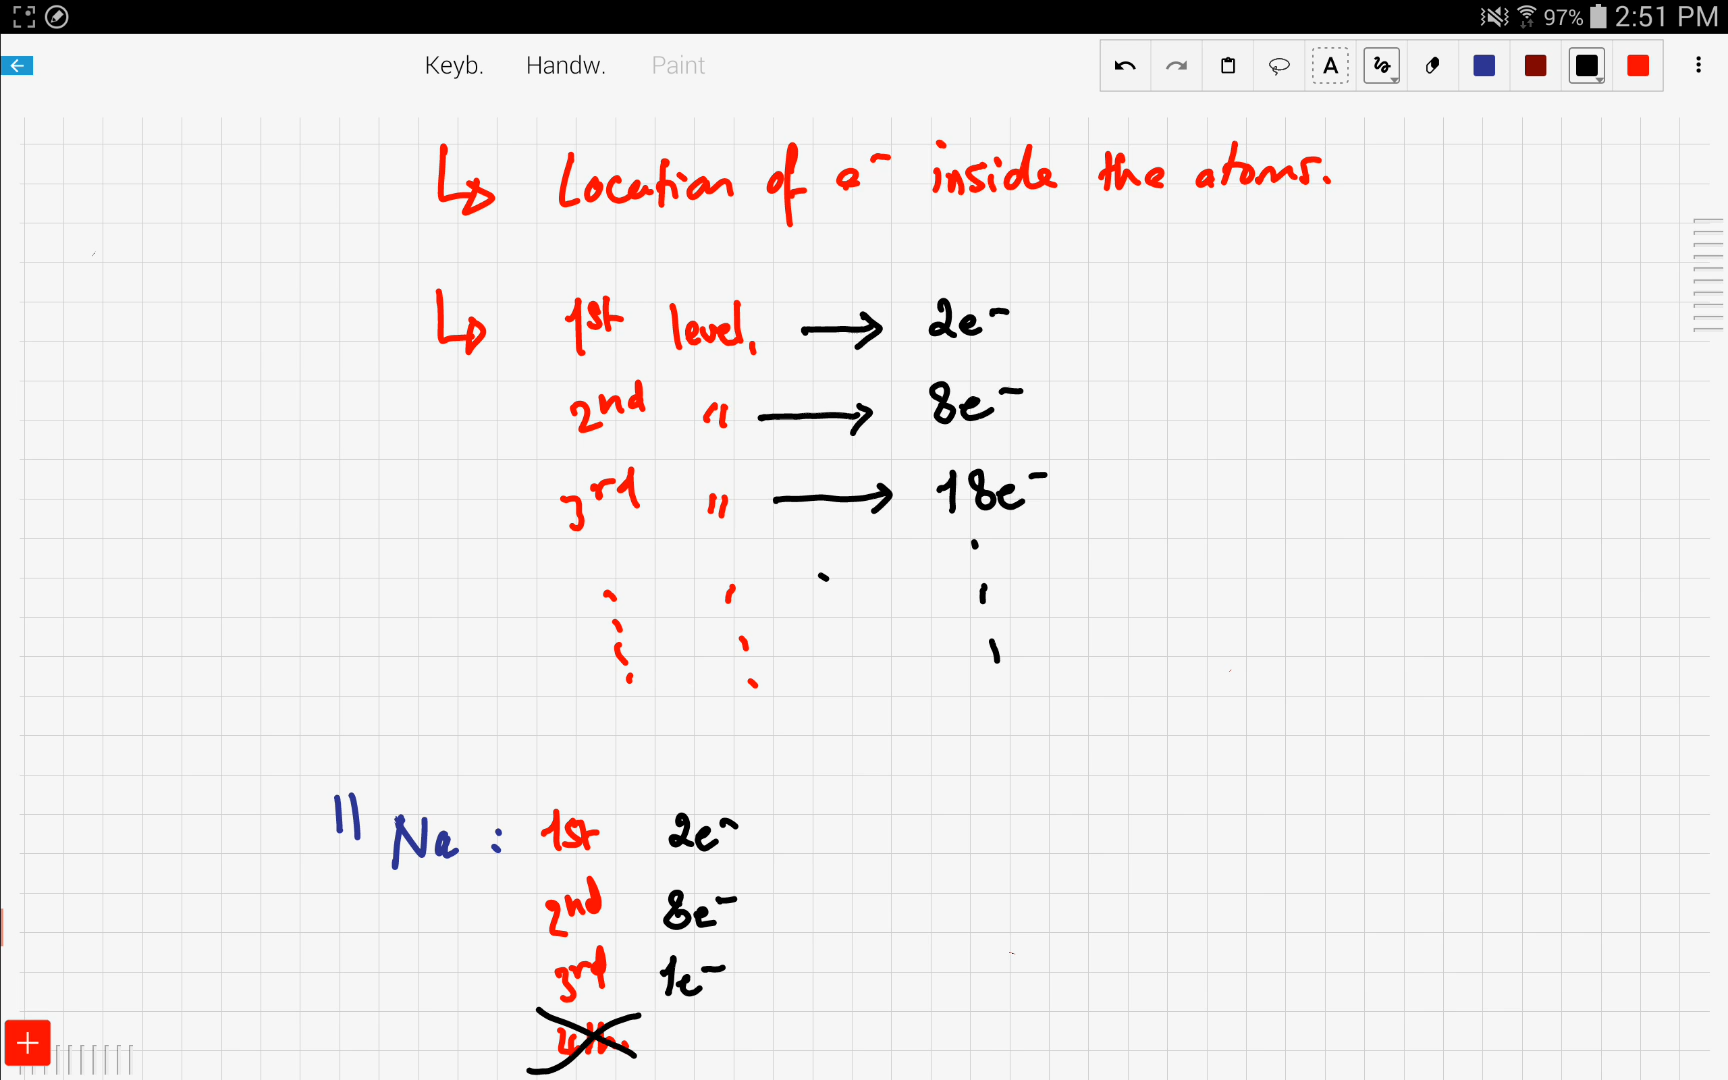 97% 2:51 PM
Keyb. Handw. Paint A
↳ Location of e⁻ inside the atoms.
↳ 1st level, → 2e⁻
2nd " → 8e⁻
3rd " → 18e⁻
" Na : 1st 2e⁻
2nd 8e⁻
3rd 1e⁻